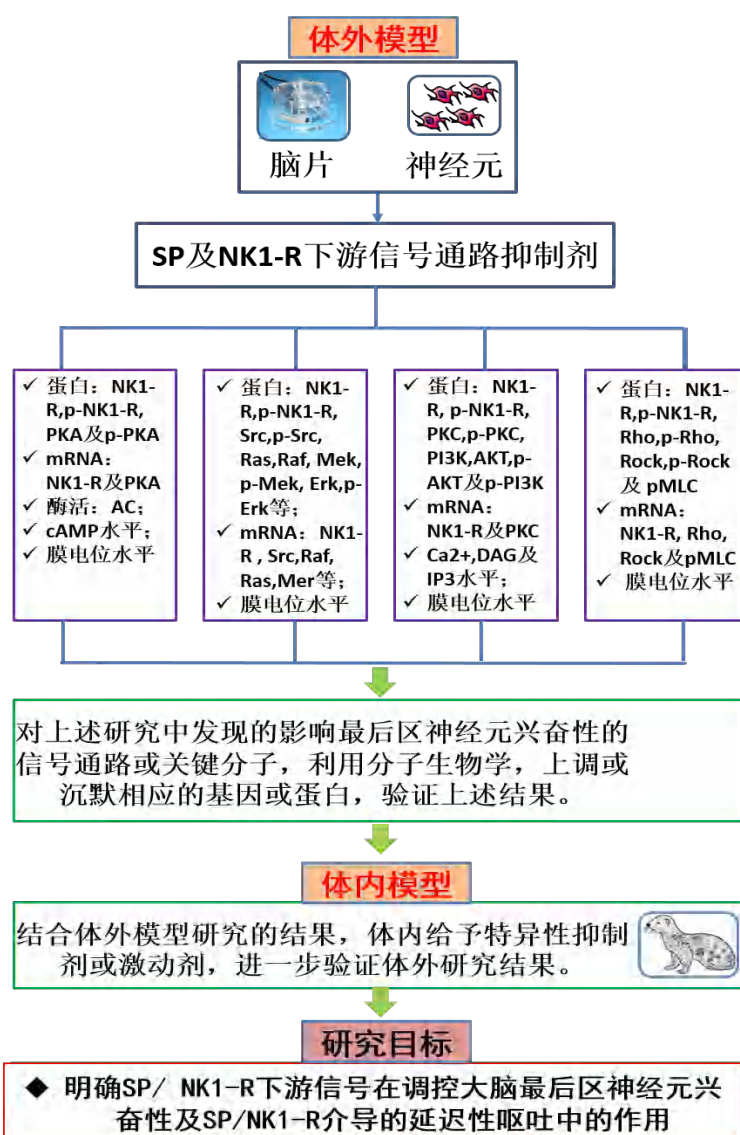 体外模型
脑片
神经元
SP及NK1-R下游信号通路抑制剂
✓ 蛋白：NK1-
R,p-NK1-R,
PKA及p-PKA
✓ mRNA：
NK1-R及PKA
✓ 酶活：AC；
✓ cAMP水平；
✓ 膜电位水平
✓ 蛋白：NK1-
R,p-NK1-R,
Src,p-Src,
Ras,Raf, Mek,
p-Mek, Erk,p-
Erk等；
✓ mRNA：NK1-
R , Src,Raf,
Ras,Mer等；
✓ 膜电位水平
✓ 蛋白：NK1-
R, p-NK1-R,
PKC,p-PKC,
PI3K,AKT,p-
AKT及p-PI3K
✓ mRNA：
NK1-R及PKC
✓ Ca2+,DAG及
IP3水平；
✓ 膜电位水平
✓ 蛋白：NK1-
R,p-NK1-R,
Rho,p-Rho,
Rock,p-Rock
及 pMLC
✓ mRNA：
NK1-R, Rho,
Rock及pMLC
✓ 膜电位水平
对上述研究中发现的影响最后区神经元兴奋性的
信号通路或关键分子，利用分子生物学，上调或
沉默相应的基因或蛋白，验证上述结果。
体内模型
结合体外模型研究的结果，体内给予特异性抑制
剂或激动剂，进一步验证体外研究结果。
研究目标
◆ 明确SP/ NK1-R下游信号在调控大脑最后区神经元兴
奋性及SP/NK1-R介导的延迟性呕吐中的作用